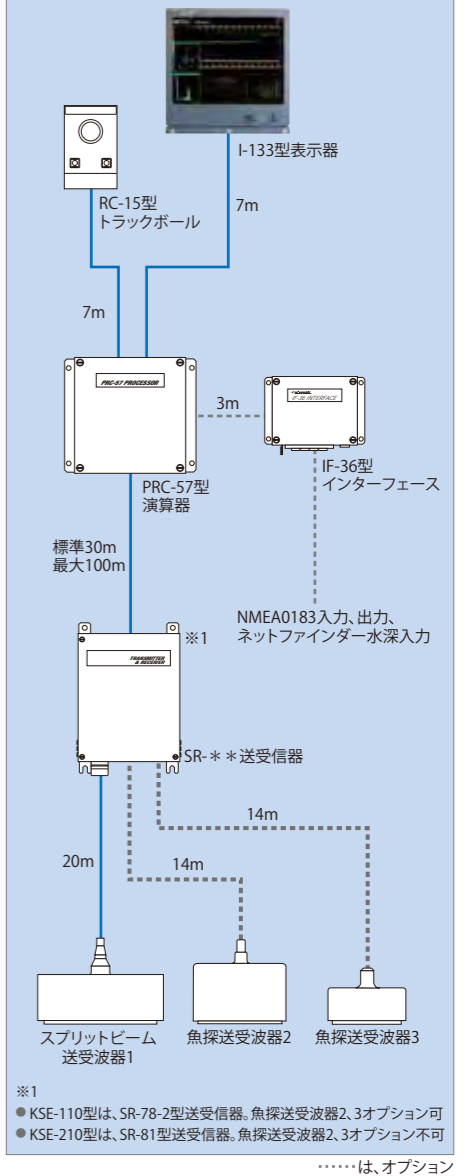 I-133型表示器
RC-15型
トラックボール
7m
7m
PRC-57 PROCESSOR
3m
IF-36 INTERFACE
IF-36型
インターフェース
PRC-57型
演算器
標準30m
最大100m
NMEA0183入力、出力、
ネットファインダー水深入力
※1
TRANSMITTER
& RECEIVER
SR-＊＊送受信器
14m
20m
14m
スプリットビーム
送受波器1
魚探送受波器2
魚探送受波器3
※1
● KSE-110型は、SR-78-2型送受信器。魚探送受波器2、3オプション可
● KSE-210型は、SR-81型送受信器。魚探送受波器2、3オプション不可
……は、オプション